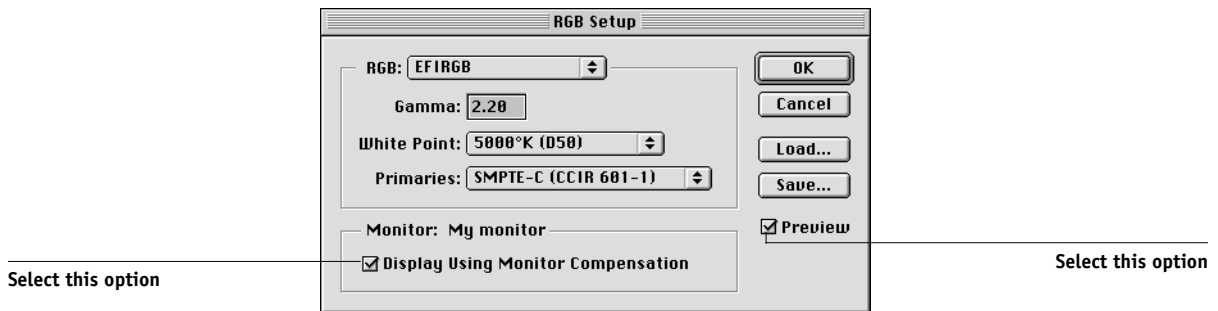 RGB Setup
RGB: EFIRGB
Gamma: 2.20
White Point: 5000°K (D50)
Primaries: SMPTE-C (CCIR 601-1)
OK
Cancel
Load...
Save...
Preview
Monitor: My monitor
Display Using Monitor Compensation
Select this option
Select this option